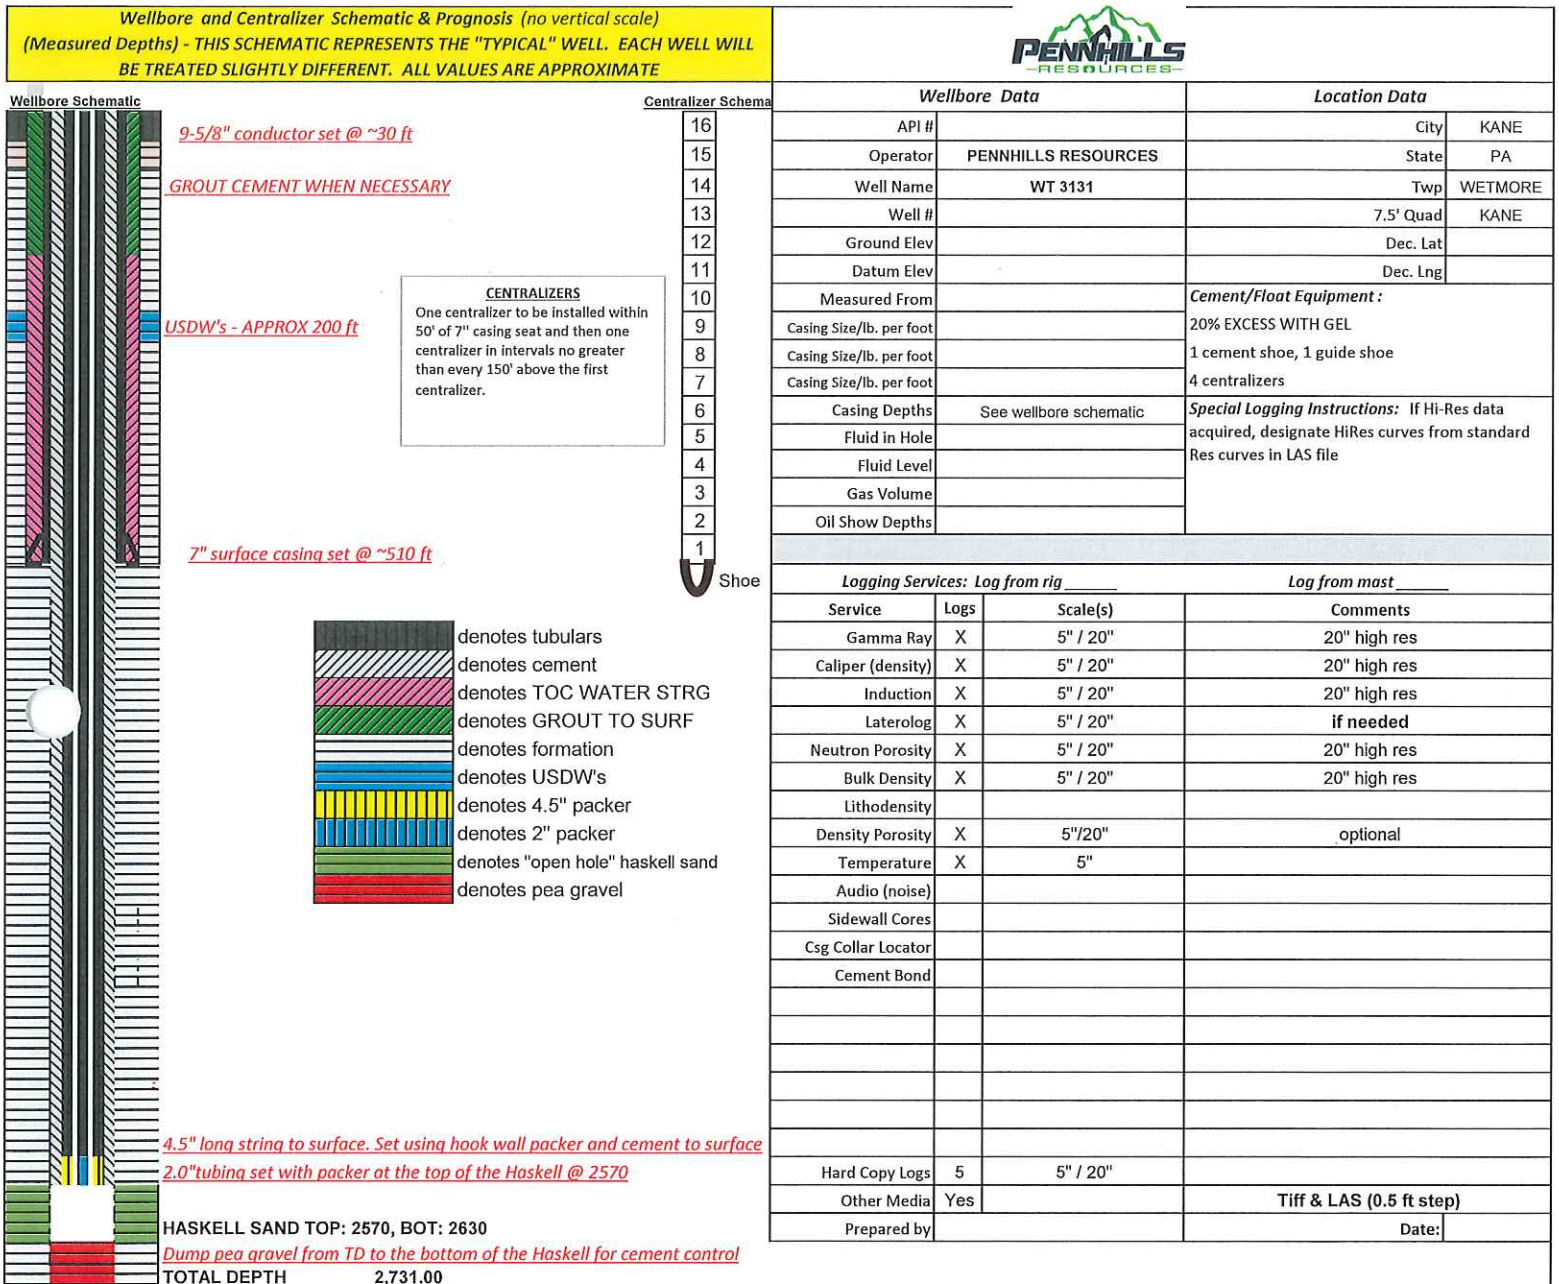 Wellbore and Centralizer Schematic & Prognosis (no vertical scale)
(Measured Depths) - THIS SCHEMATIC REPRESENTS THE "TYPICAL" WELL. EACH WELL WILL
BE TREATED SLIGHTLY DIFFERENT. ALL VALUES ARE APPROXIMATE
PENNHILLS
RESOURCES
Wellbore Schematic
Centralizer Schema
9-5/8" conductor set @ ~30 ft
GROUT CEMENT WHEN NECESSARY
USDW's - APPROX 200 ft
7" surface casing set @ ~510 ft
CENTRALIZERS
One centralizer to be installed within
50' of 7" casing seat and then one
centralizer in intervals no greater
than every 150' above the first
centralizer.
16
15
14
13
12
11
10
9
8
7
6
5
4
3
2
1
Shoe
denotes tubulars
denotes cement
denotes TOC WATER STRG
denotes GROUT TO SURF
denotes formation
denotes USDW's
denotes 4.5" packer
denotes 2" packer
denotes "open hole" haskell sand
denotes pea gravel
4.5" long string to surface. Set using hook wall packer and cement to surface
2.0"tubing set with packer at the top of the Haskell @ 2570
HASKELL SAND TOP: 2570, BOT: 2630
Dump pea gravel from TD to the bottom of the Haskell for cement control
TOTAL DEPTH 2,731.00
Wellbore Data
API #
Operator PENNHILLS RESOURCES
Well Name WT 3131
Well #
Ground Elev
Datum Elev
Measured From
Casing Size/lb. per foot
Casing Size/lb. per foot
Casing Size/lb. per foot
Casing Depths See wellbore schematic
Fluid in Hole
Fluid Level
Gas Volume
Oil Show Depths
Location Data
City KANE
State PA
Twp WETMORE
7.5' Quad KANE
Dec. Lat
Dec. Lng
Cement/Float Equipment :
20% EXCESS WITH GEL
1 cement shoe, 1 guide shoe
4 centralizers
Special Logging Instructions: If Hi-Res data
acquired, designate HiRes curves from standard
Res curves in LAS file
Logging Services: Log from rig ______ Log from mast ______
Service Logs Scale(s) Comments
Gamma Ray X 5" / 20" 20" high res
Caliper (density) X 5" / 20" 20" high res
Induction X 5" / 20" 20" high res
Laterolog X 5" / 20" if needed
Neutron Porosity X 5" / 20" 20" high res
Bulk Density X 5" / 20" 20" high res
Lithodensity
Density Porosity X 5"/20" optional
Temperature X 5"
Audio (noise)
Sidewall Cores
Csg Collar Locator
Cement Bond
Hard Copy Logs 5 5" / 20"
Other Media Yes Tiff & LAS (0.5 ft step)
Prepared by Date: